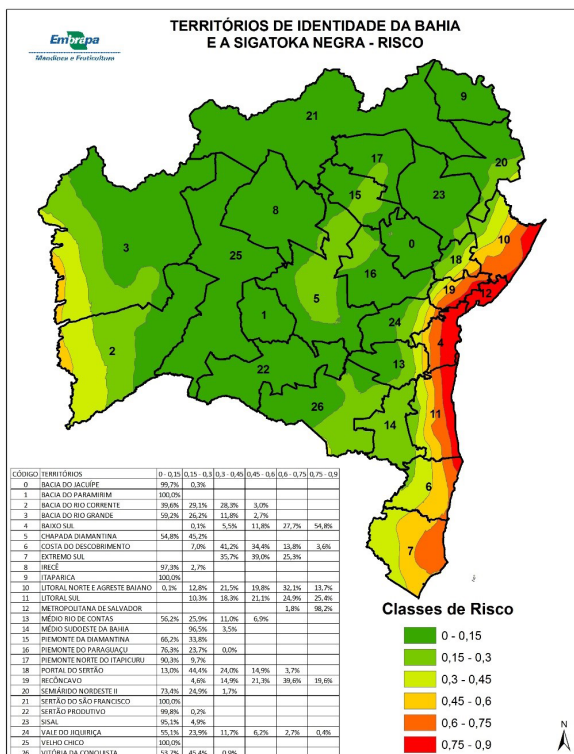 Embrapa
Mandioca e Fruticultura
TERRITÓRIOS DE IDENTIDADE DA BAHIA
E A SIGATOKA NEGRA - RISCO
9
21
20
17
15
23
8
3
0
10
25
18
16
19
12
5
1
24
4
2
22
13
26
14
11
6
7
CÓDIGO TERRITÓRIOS 0 - 0,15 0,15 - 0,3 0,3 - 0,45 0,45 - 0,6 0,6 - 0,75 0,75 - 0,9
0 BACIA DO JACUÍPE 99,7% 0,3%
1 BACIA DO PARAMIRIM 100,0%
2 BACIA DO RIO CORRENTE 39,6% 29,1% 28,3% 3,0%
3 BACIA DO RIO GRANDE 59,2% 26,2% 11,8% 2,7%
4 BAIXO SUL 0,1% 5,5% 11,8% 27,7% 54,8%
5 CHAPADA DIAMANTINA 54,8% 45,2%
6 COSTA DO DESCOBRIMENTO 7,0% 41,2% 34,4% 13,8% 3,6%
7 EXTREMO SUL 35,7% 39,0% 25,3%
8 IRECÊ 97,3% 2,7%
9 ITAPARICA 100,0%
10 LITORAL NORTE E AGRESTE BAIANO 0,1% 12,8% 21,5% 19,8% 32,1% 13,7%
11 LITORAL SUL 10,3% 18,3% 21,1% 24,9% 25,4%
12 METROPOLITANA DE SALVADOR 1,8% 98,2%
13 MÉDIO RIO DE CONTAS 56,2% 25,9% 11,0% 6,9%
14 MÉDIO SUDOESTE DA BAHIA 96,5% 3,5%
15 PIEMONTE DA DIAMANTINA 66,2% 33,8%
16 PIEMONTE DO PARAGUAÇU 76,3% 23,7% 0,0%
17 PIEMONTE NORTE DO ITAPICURU 90,3% 9,7%
18 PORTAL DO SERTÃO 13,0% 44,4% 24,0% 14,9% 3,7%
19 RECÔNCAVO 4,6% 14,9% 21,3% 39,6% 19,6%
20 SEMIÁRIDO NORDESTE II 73,4% 24,9% 1,7%
21 SERTÃO DO SÃO FRANCISCO 100,0%
22 SERTÃO PRODUTIVO 99,8% 0,2%
23 SISAL 95,1% 4,9%
24 VALE DO JIQUIRIÇA 55,1% 23,9% 11,7% 6,2% 2,7% 0,4%
25 VELHO CHICO 100,0%
26 VITÓRIA DA CONQUISTA 53,7% 45,4% 0,9%
Classes de Risco
0 - 0,15
0,15 - 0,3
0,3 - 0,45
0,45 - 0,6
0,6 - 0,75
0,75 - 0,9
N